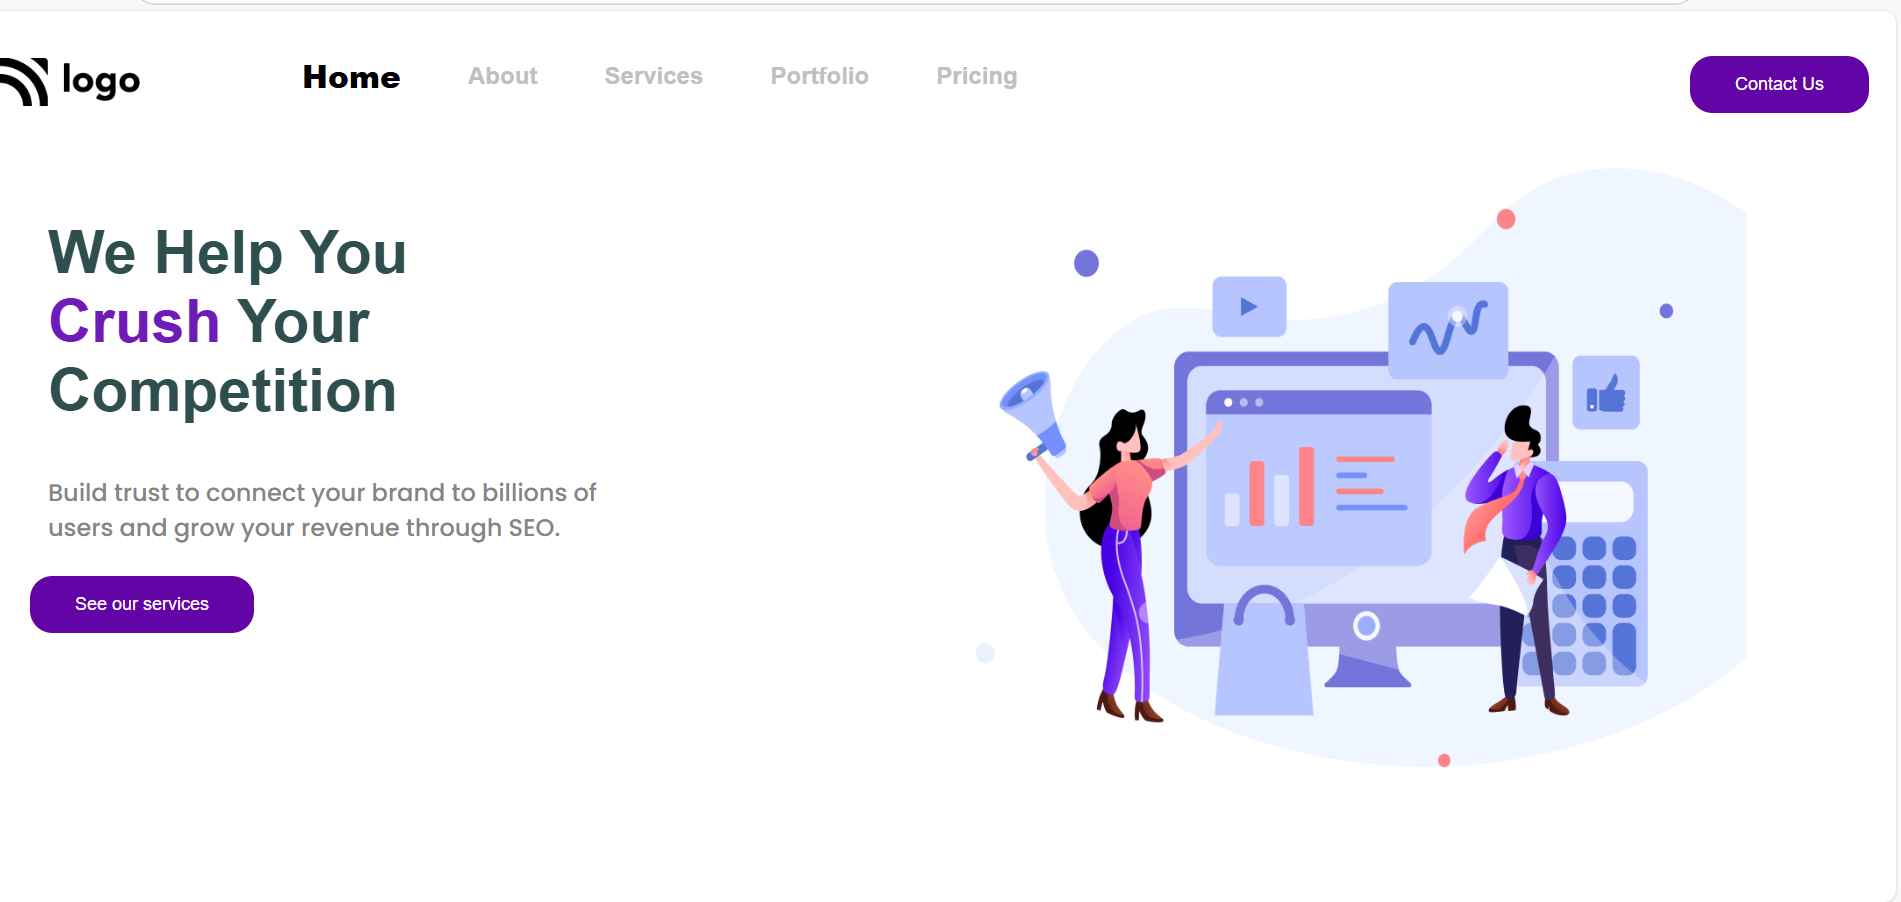 logo
Home
About
Services
Portfolio
Pricing
Contact Us
We Help You
Crush Your
Competition
Build trust to connect your brand to billions of
users and grow your revenue through SEO.
See our services